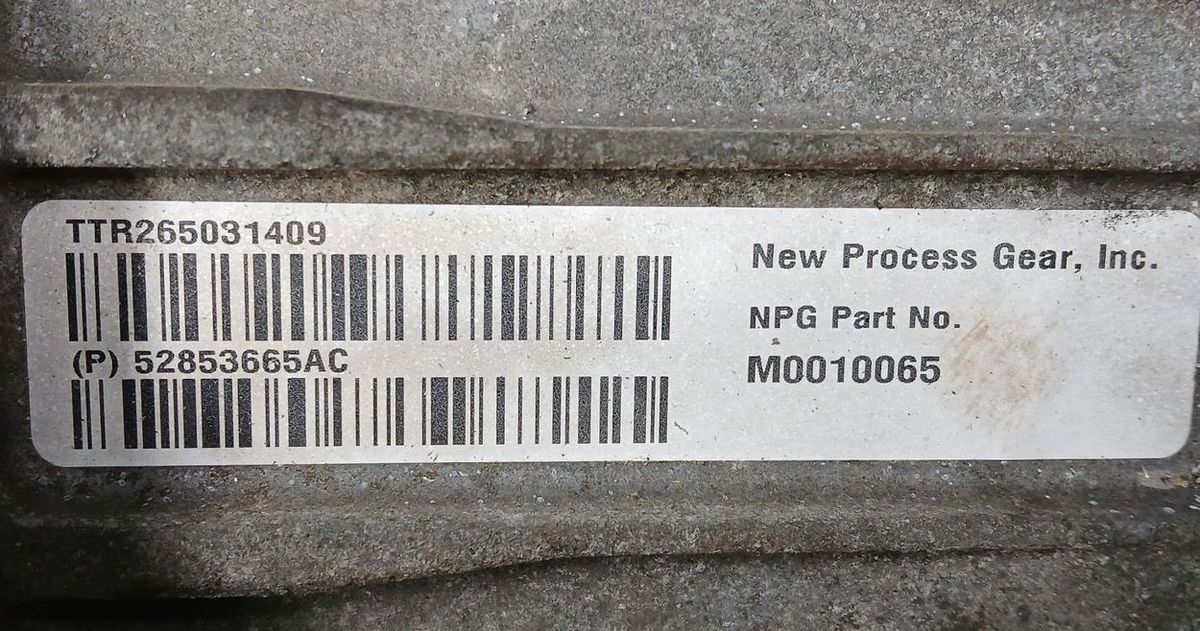 TTR265031409
(P) 52853665AC
New Process Gear, Inc.
NPG Part No.
M0010065